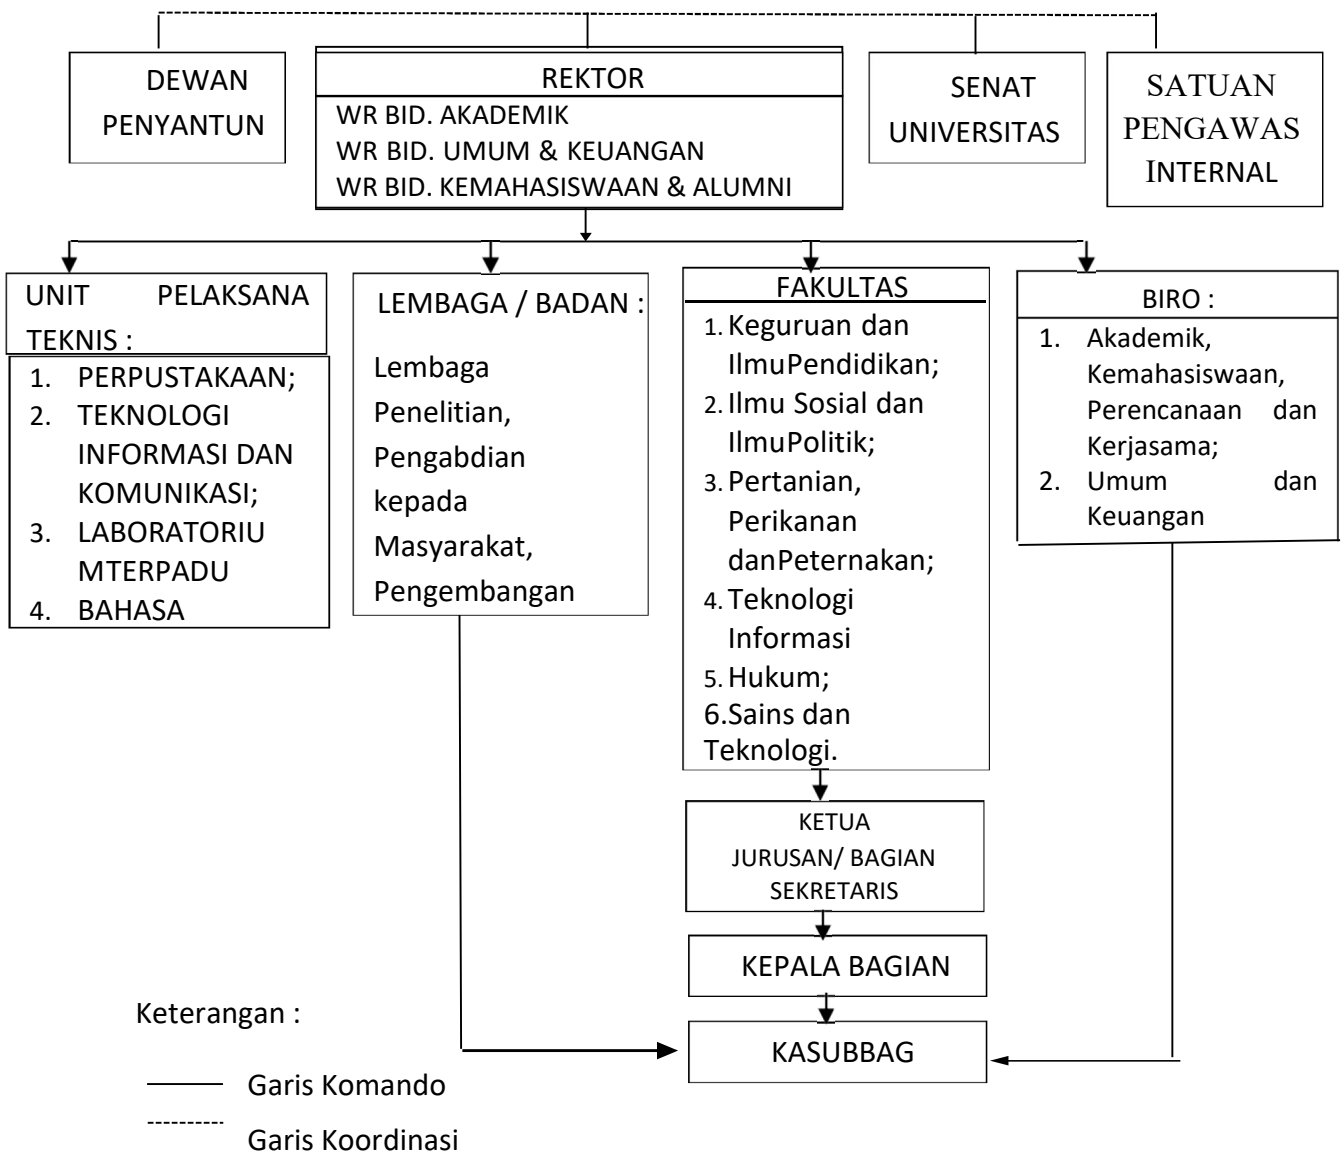 DEWAN
PENYANTUN
REKTOR
WR BID. AKADEMIK
WR BID. UMUM & KEUANGAN
WR BID. KEMAHASISWAAN & ALUMNI
SENAT
UNIVERSITAS
SATUAN
PENGAWAS
INTERNAL
UNIT PELAKSANA
TEKNIS :
1. PERPUSTAKAAN;
2. TEKNOLOGI
INFORMASI DAN
KOMUNIKASI;
3. LABORATORIU
MTERPADU
4. BAHASA
LEMBAGA / BADAN :
Lembaga
Penelitian,
Pengabdian
kepada
Masyarakat,
Pengembangan
FAKULTAS
1. Keguruan dan
IlmuPendidikan;
2. Ilmu Sosial dan
IlmuPolitik;
3. Pertanian,
Perikanan
danPeternakan;
4. Teknologi
Informasi
5. Hukum;
6.Sains dan
Teknologi.
BIRO :
1. Akademik,
Kemahasiswaan,
Perencanaan dan
Kerjasama;
2. Umum dan
Keuangan
KETUA
JURUSAN/ BAGIAN
SEKRETARIS
KEPALA BAGIAN
KASUBBAG
Keterangan :
Garis Komando
Garis Koordinasi